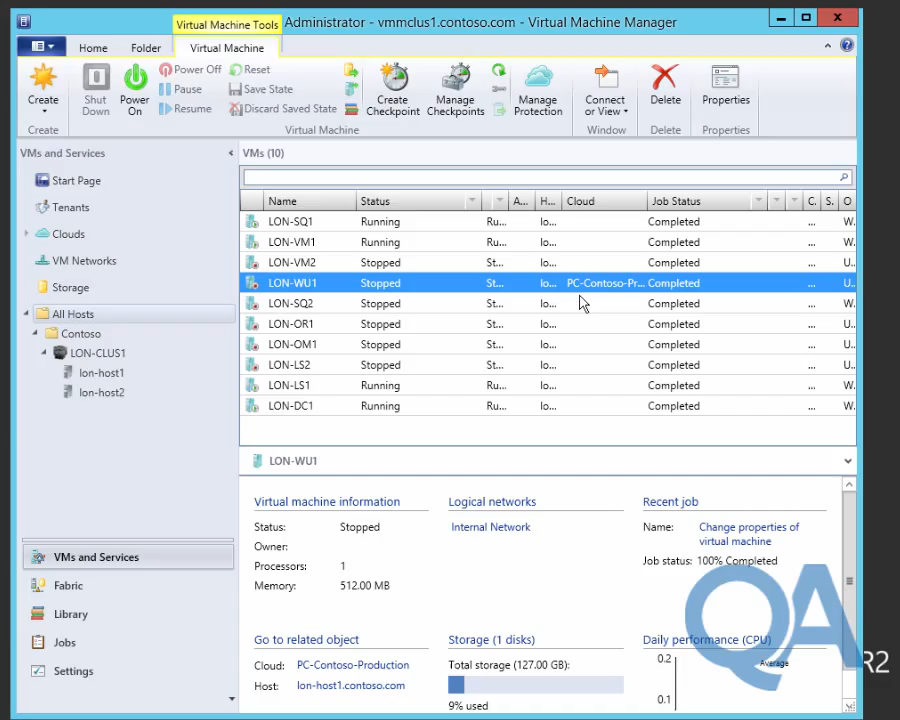 Virtual Machine Tools
Administrator - vmmclus1.contoso.com - Virtual Machine Manager
Home Folder Virtual Machine
Create
Shut Down
Power On
Power Off
Pause
Resume
Reset
Save State
Discard Saved State
Create Checkpoint
Manage Checkpoints
Manage Protection
Connect or View
Delete
Properties
Create Virtual Machine Window Delete Properties
VMs and Services
Start Page
Tenants
Clouds
VM Networks
Storage
All Hosts
Contoso
LON-CLUS1
lon-host1
lon-host2
VMs and Services
Fabric
Library
Jobs
Settings
VMs (10)
Name Status A... H... Cloud Job Status C. S. O
LON-SQ1 Running Ru... lo... Completed ... W.
LON-VM1 Running Ru... lo... Completed ... W.
LON-VM2 Stopped St... lo... Completed ... U..
LON-WU1 Stopped St... lo... PC-Contoso-Pr... Completed ... U..
LON-SQ2 Stopped St... lo... Completed ... W.
LON-OR1 Stopped St... lo... Completed ... U..
LON-OM1 Stopped St... lo... Completed ... U..
LON-LS2 Stopped St... lo... Completed ... U..
LON-LS1 Running Ru... lo... Completed ... W.
LON-DC1 Running Ru... lo... Completed ... W.
LON-WU1
Virtual machine information
Status: Stopped
Owner:
Processors: 1
Memory: 512.00 MB
Logical networks
Internal Network
Recent job
Name: Change properties of
virtual machine
Job status: 100% Completed
Go to related object
Cloud: PC-Contoso-Production
Host: lon-host1.contoso.com
Storage (1 disks)
Total storage (127.00 GB):
9% used
Daily performance (CPU)
0.2
Average
0.1
QA
R2